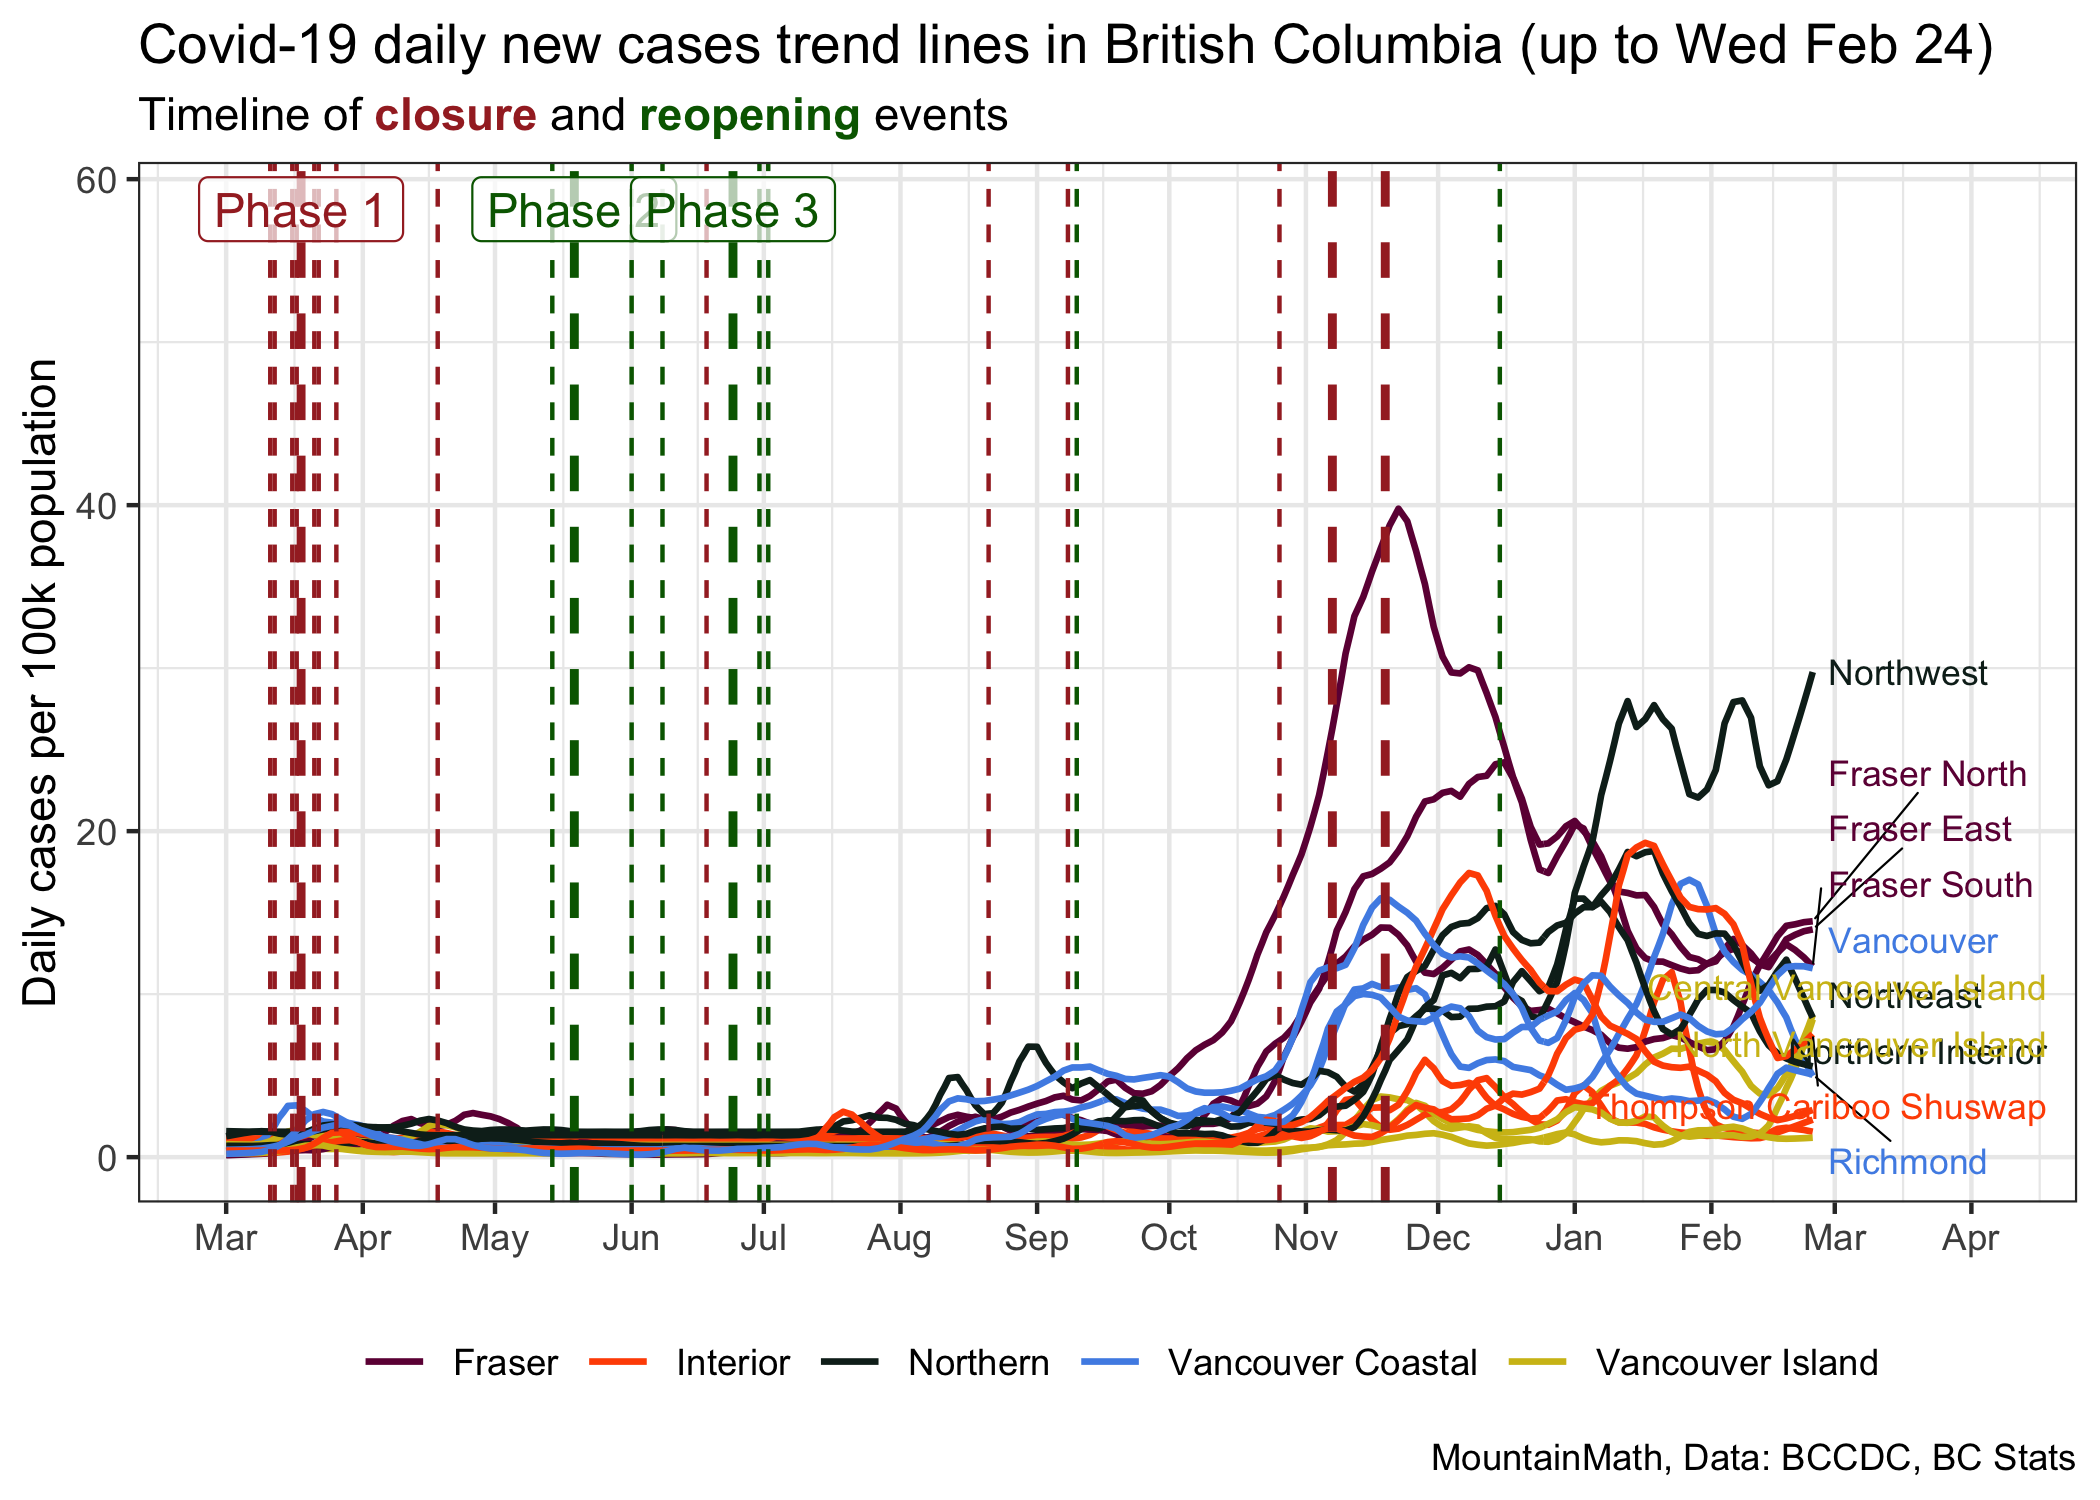 Covid-19 daily new cases trend lines in British Columbia (up to Wed Feb 24)
Timeline of closure and reopening events
Daily cases per 100k population
60
40
20
0
Phase 1
Phase 2
Phase 3
Northwest
Fraser North
Fraser East
Fraser South
Vancouver
Central Vancouver Island
Northeast
North Vancouver Island
Northern Interior
Thompson Cariboo Shuswap
Richmond
Mar Apr May Jun Jul Aug Sep Oct Nov Dec Jan Feb Mar Apr
Fraser Interior Northern Vancouver Coastal Vancouver Island
MountainMath, Data: BCCDC, BC Stats